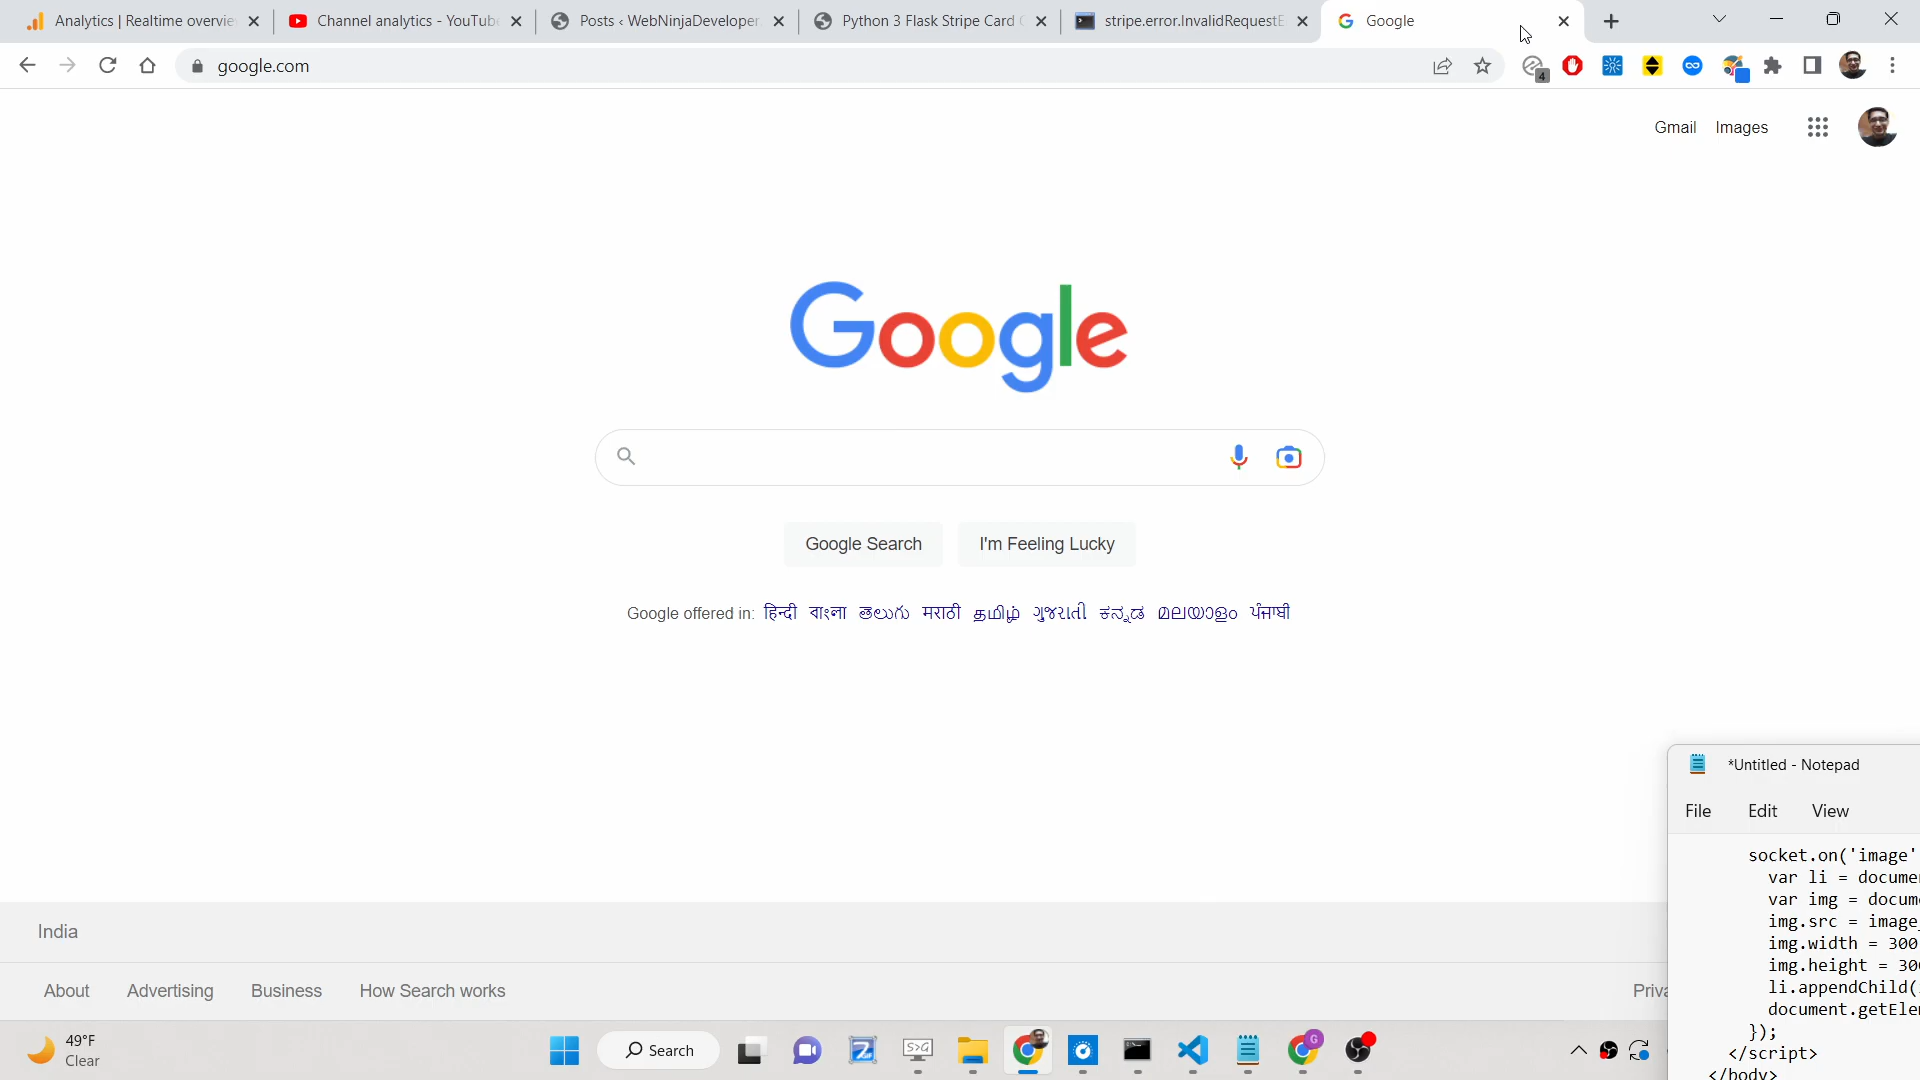 Analytics | Realtime overvie
Channel analytics - YouTub
Posts ‹ WebNinjaDeveloper
Python 3 Flask Stripe Card C
stripe.error.InvalidRequestE
Google
google.com
4
Gmail Images
Google
Google Search
I'm Feeling Lucky
Google offered in: हिन्दी বাংলা తెలుగు मराठी தமிழ் ગુજરાતી ಕನ್ನಡ മലയാളം ਪੰਜਾਬੀ
*Untitled - Notepad
File Edit View
socket.on('image'
var li = docume
var img = docum
img.src = image_
img.width = 300
img.height = 30
li.appendChild(
document.getEle
});
</script>
</body>
India
About Advertising Business How Search works
Priva
49°F
Clear
Search
S>G
G